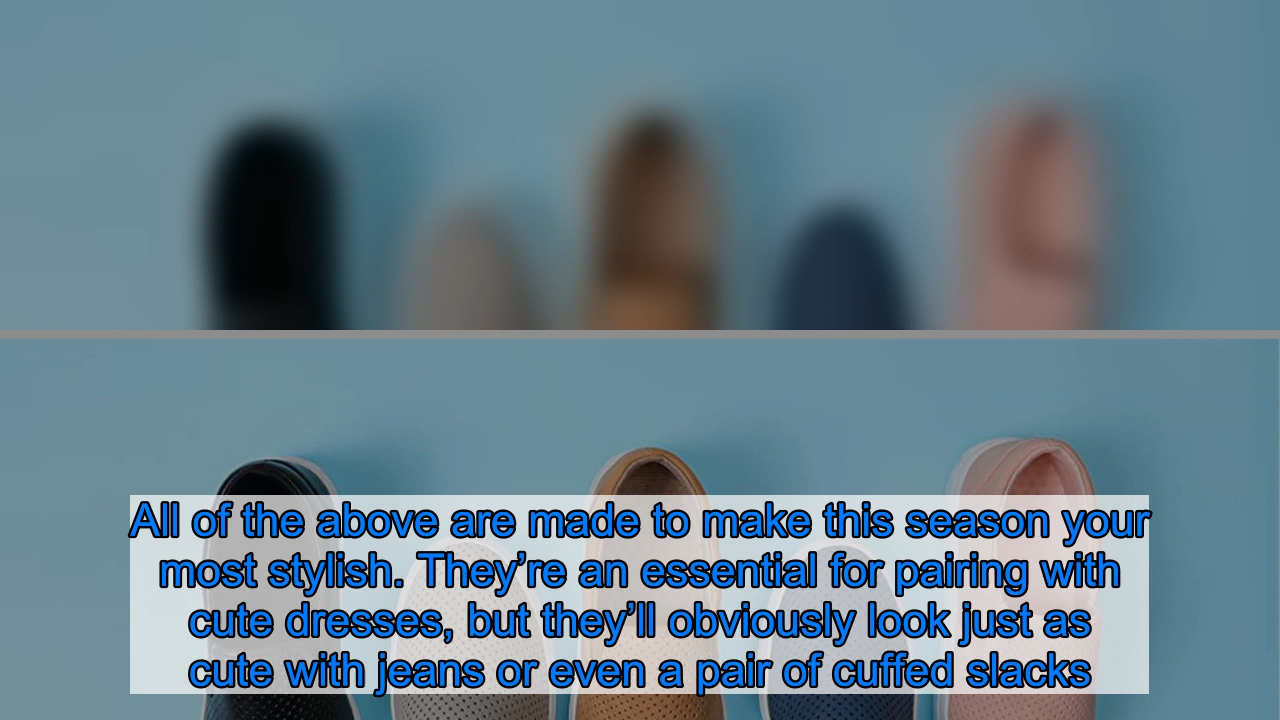 All of the above are made to make this season your
most stylish. They’re an essential for pairing with
cute dresses, but they’ll obviously look just as
cute with jeans or even a pair of cuffed slacks